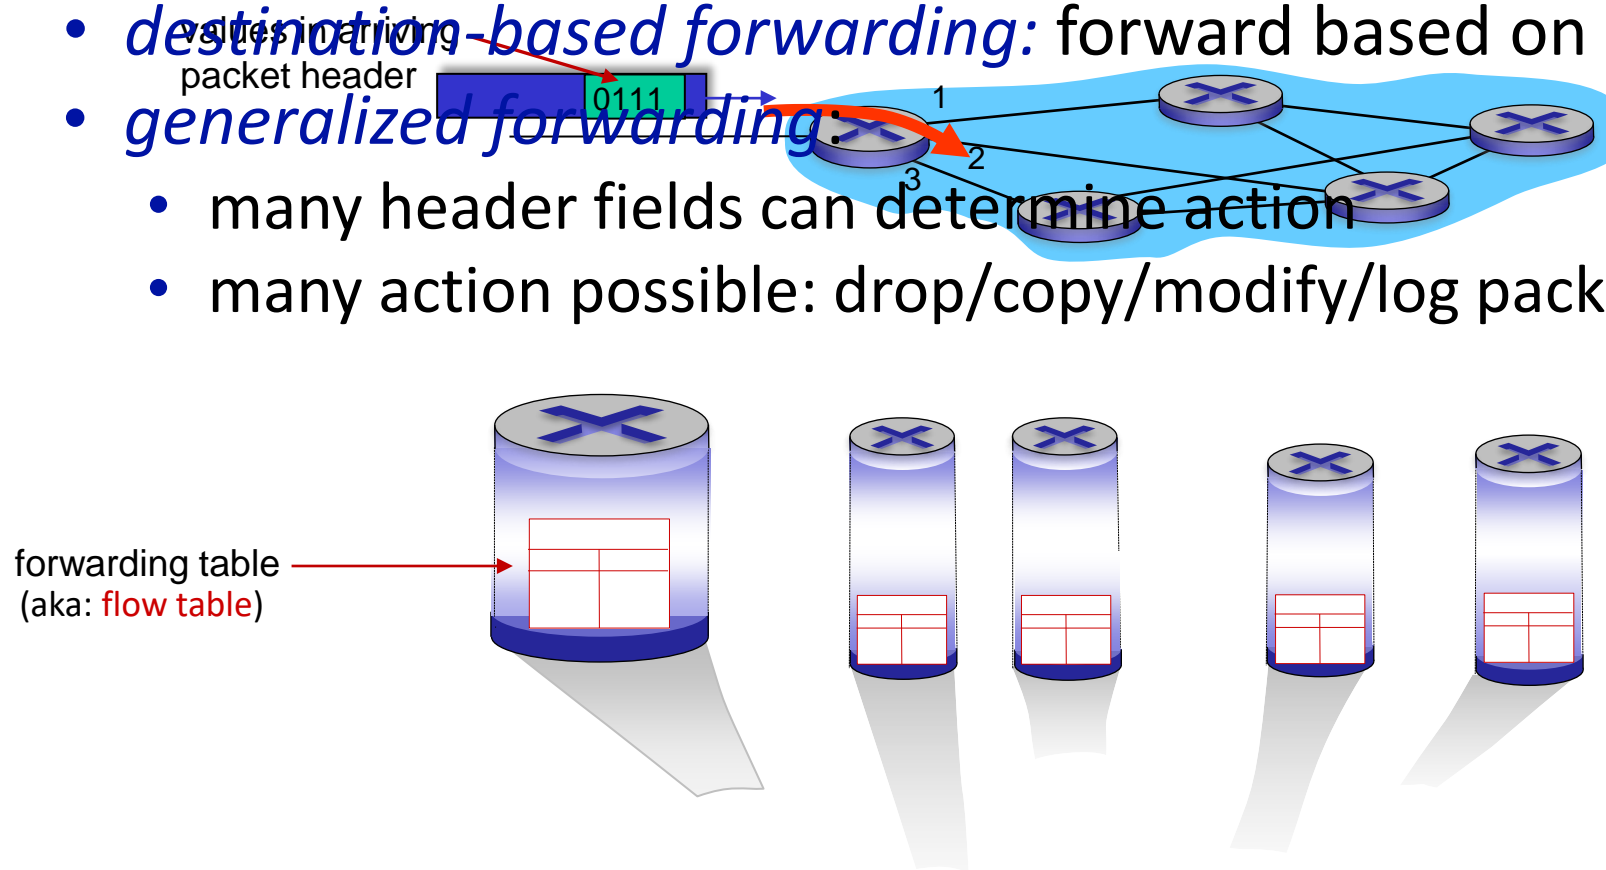 • destination-based forwarding: forward based on
values in arriving
packet header
0111
• generalized forwarding:
1
2
3
• many header fields can determine action
• many action possible: drop/copy/modify/log pack
forwarding table
(aka: flow table)